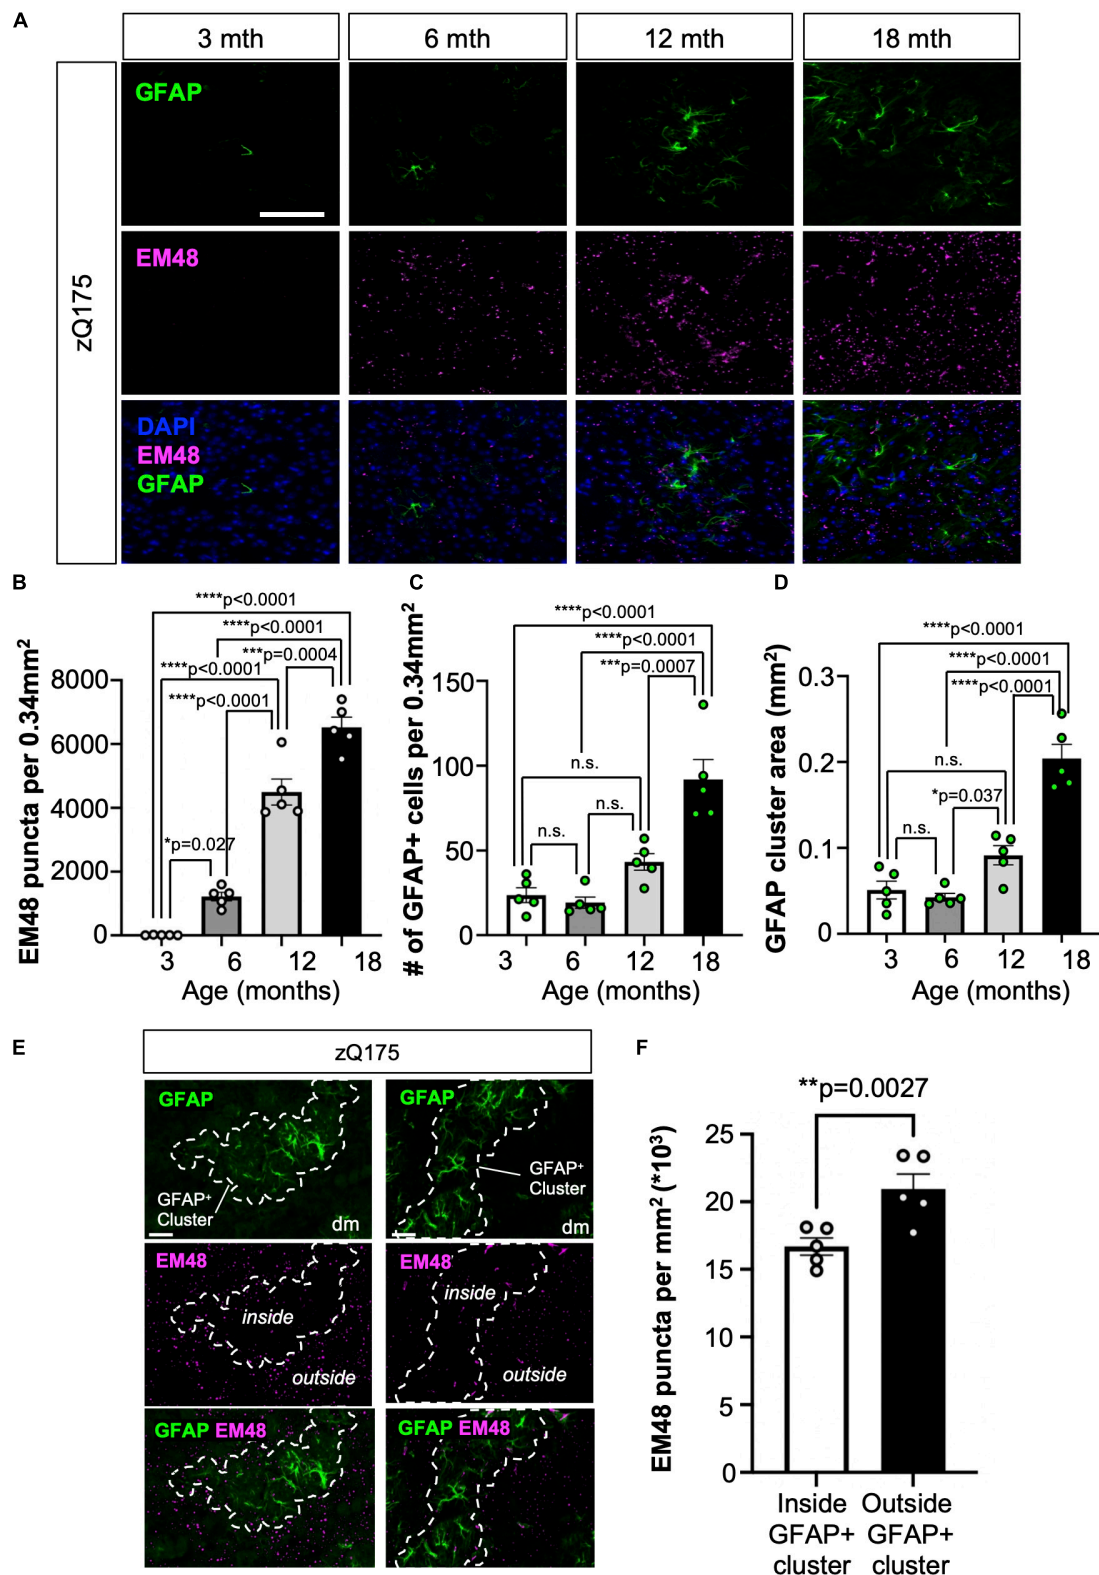 A
3 mth
6 mth
12 mth
18 mth
zQ175
GFAP
EM48
DAPI
EM48
GFAP
B
EM48 puncta per 0.34mm²
8000
6000
4000
2000
0
****p<0.0001
****p<0.0001
***p=0.0004
****p<0.0001
****p<0.0001
*p=0.027
3
6
12
18
Age (months)
C
# of GFAP+ cells per 0.34mm²
150
100
50
0
****p<0.0001
****p<0.0001
***p=0.0007
n.s.
n.s.
n.s.
3
6
12
18
Age (months)
D
GFAP cluster area (mm²)
0.3
0.2
0.1
0
****p<0.0001
****p<0.0001
****p<0.0001
n.s.
*p=0.037
n.s.
3
6
12
18
Age (months)
E
zQ175
GFAP
GFAP⁺
Cluster
dm
GFAP
GFAP⁺
Cluster
dm
EM48
inside
outside
EM48
inside
outside
GFAP EM48
GFAP EM48
F
**p=0.0027
EM48 puncta per mm² (*10³)
25
20
15
10
5
0
Inside GFAP+ cluster
Outside GFAP+ cluster